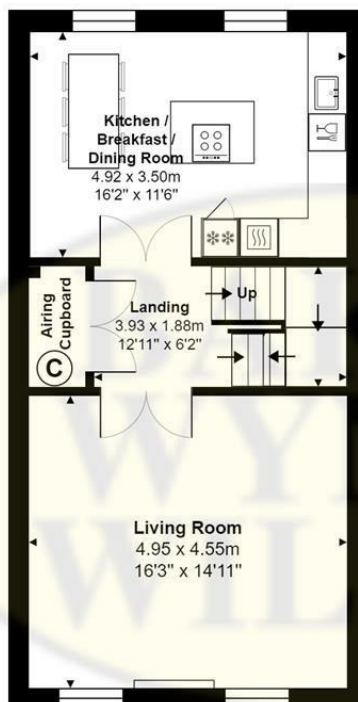 Kitchen /
Breakfast /
Dining Room
4.92 x 3.50m
16'2" x 11'6"
Airing
Cupboard
C
Landing
3.93 x 1.88m
12'11" x 6'2"
Up
Living Room
4.95 x 4.55m
16'3" x 14'11"